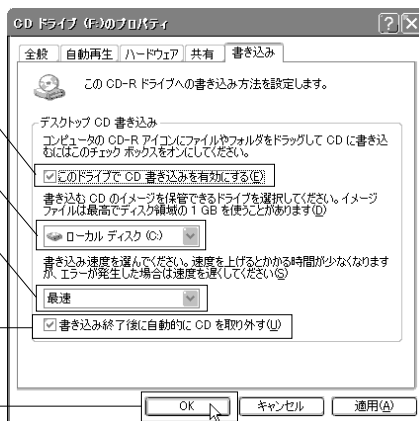 CD ドライブ (F:)のプロパティ
全般 自動再生 ハードウェア 共有 書き込み
この CD-R ドライブへの書き込み方法を設定します。
デスクトップ CD 書き込み
コンピュータの CD-R アイコンにファイルやフォルダをドラッグして CD に書き込
むにはこのチェック ボックスをオンにしてください。
このドライブで CD 書き込みを有効にする(E)
書き込む CD のイメージを保管できるドライブを選択してください。イメージ
ファイルは最高でディスク領域の 1 GB を使うことがあります(D)
ローカル ディスク (C:)
書き込み速度を選んでください。速度を上げるとかかる時間が少なくなります
が、エラーが発生した場合は速度を遅くしてください(S)
最速
書き込み終了後に自動的に CD を取り外す(U)
OK キャンセル 適用(A)